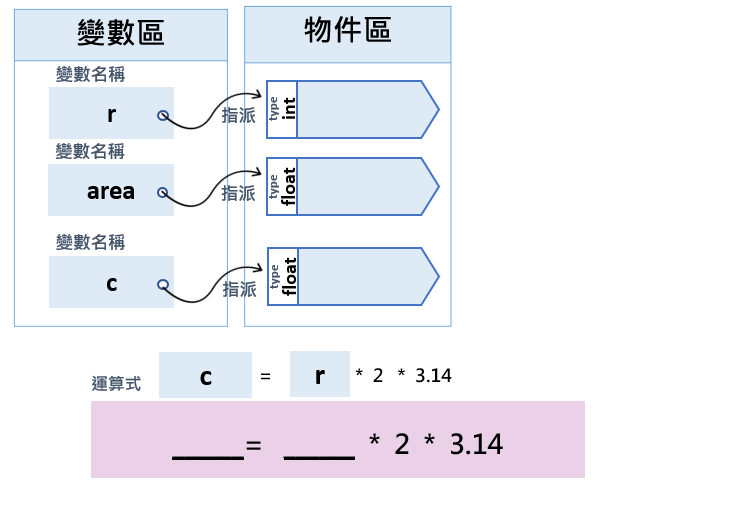 變數區
物件區
變數名稱
r
指派
type
int
變數名稱
area
指派
type
float
變數名稱
c
指派
type
float
運算式 c = r * 2 * 3.14
_____= _____ * 2 * 3.14